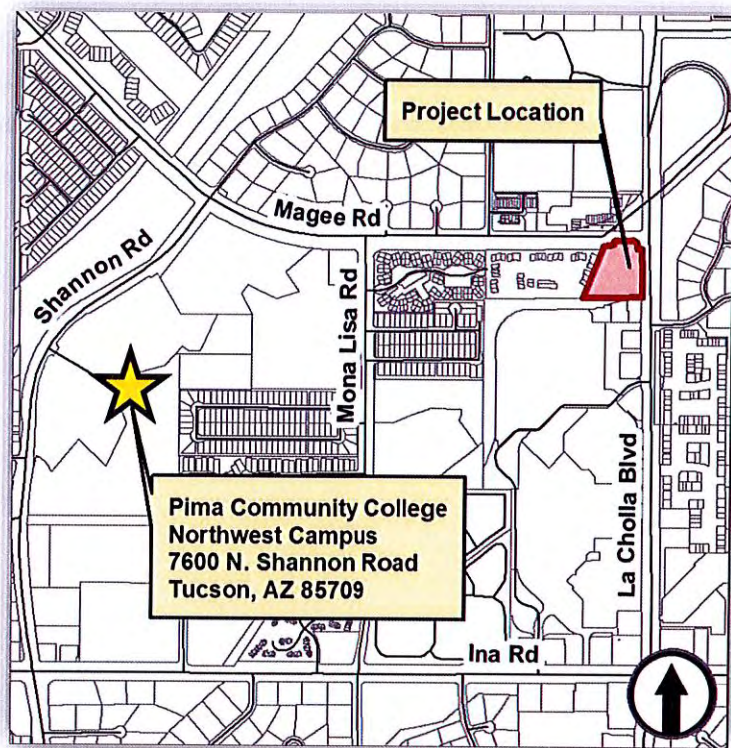 Project Location
Magee Rd
Shannon Rd
Mona Lisa Rd
La Cholla Blvd
Pima Community College
Northwest Campus
7600 N. Shannon Road
Tucson, AZ 85709
Ina Rd